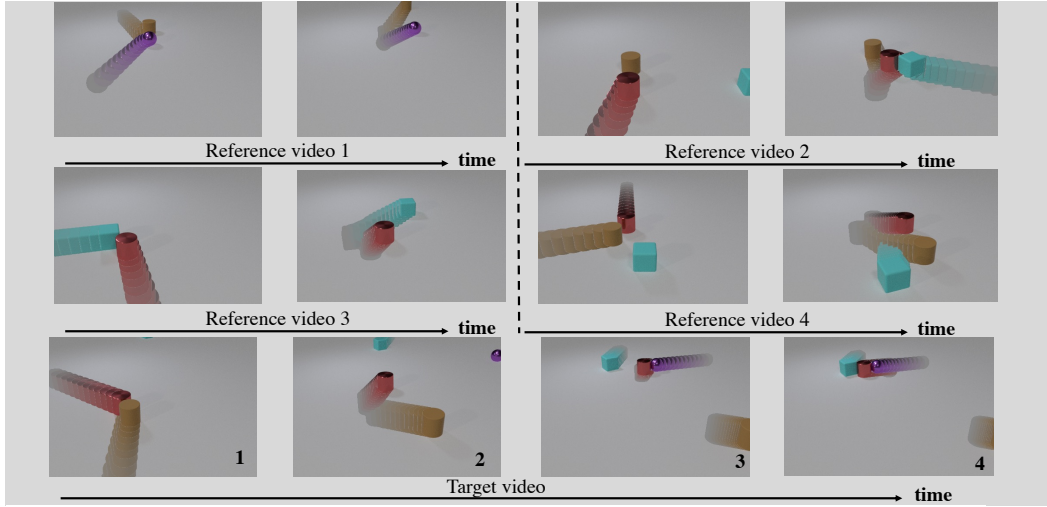 Reference video 1
time
Reference video 2
time
Reference video 3
time
Reference video 4
time
1
2
3
4
Target video
time